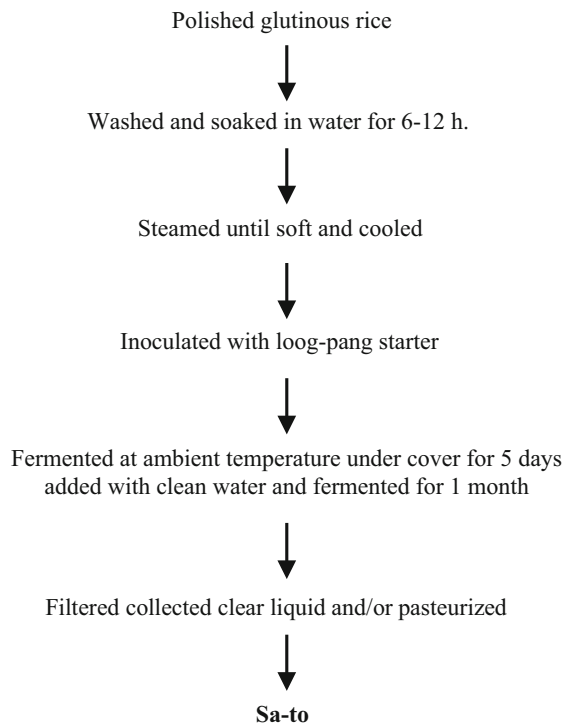 Polished glutinous rice
Washed and soaked in water for 6-12 h.
Steamed until soft and cooled
Inoculated with loog-pang starter
Fermented at ambient temperature under cover for 5 days
added with clean water and fermented for 1 month
Filtered collected clear liquid and/or pasteurized
Sa-to